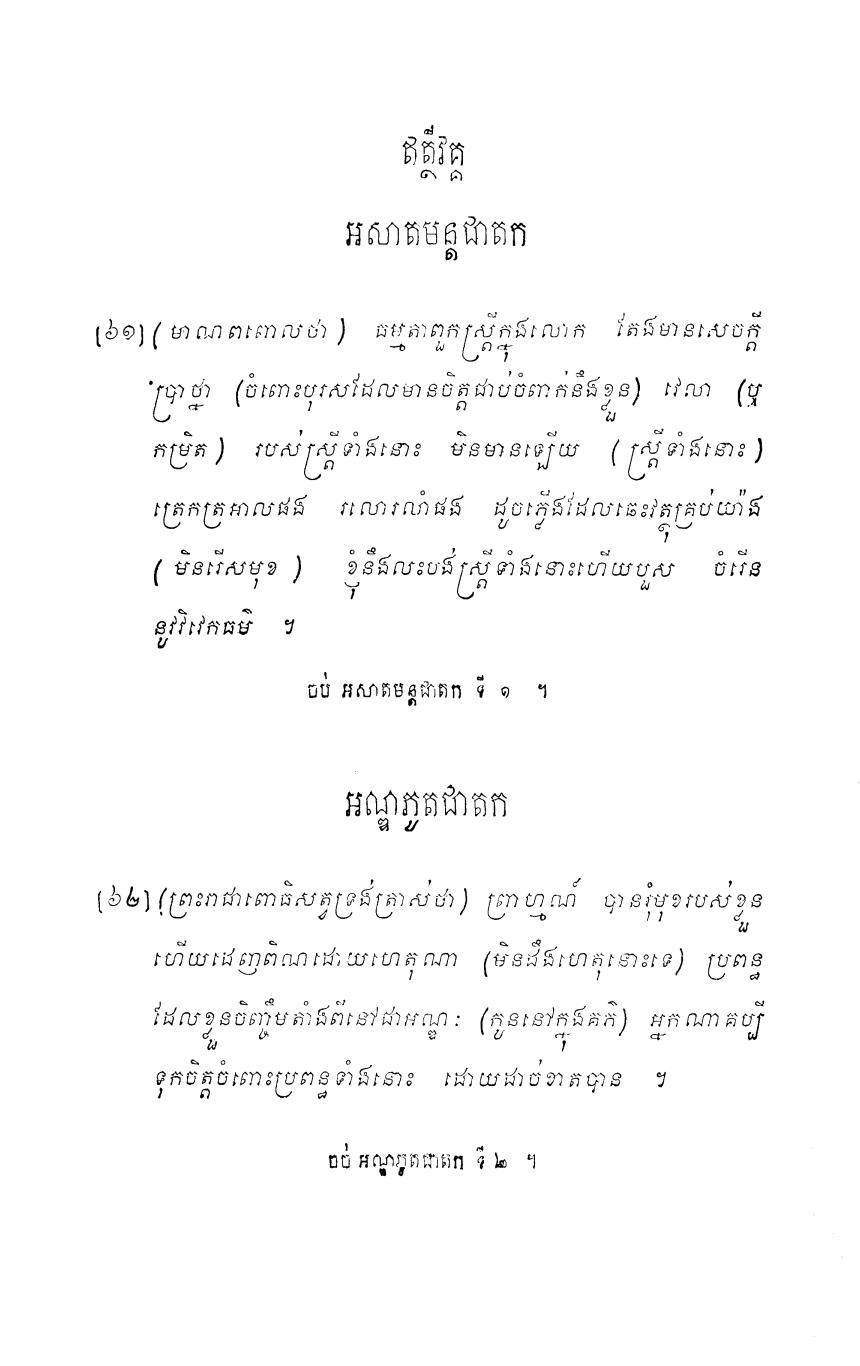 ឥត្ថីវគ្គ
អសាតមន្តជាតក
[៦១] ( មាណពពោលថា ) ធម្មតាពួកស្ត្រីក្នុងលោក តែងមានសេចក្តី
ប្រាថ្នា (ចំពោះបុរសដែលមានចិត្តជាប់ចំពាក់នឹងខ្លួន) វេលា (ឬ
កម្រិត ) របស់ស្ត្រីទាំងនោះ មិនមានឡើយ ( ស្ត្រីទាំងនោះ )
ត្រេកត្រអាលផង រលោរលាំផង ដូចភ្លើងដែលឆេះវត្ថុគ្រប់យ៉ាង
( មិនរើសមុខ ) ខ្ញុំនឹងលះបង់ស្ត្រីទាំងនោះហើយបួស ចំរើន
នូវវិវេកធម៌ ។
ចប់ អសាតមន្តជាតក ទី ១ ។
អណ្ឌភូតជាតក
[៦២] (ព្រះរាជាពោធិសត្វទ្រង់ត្រាស់ថា) ព្រាហ្មណ៍ បានរុំមុខរបស់ខ្លួន
ហើយដេញពិណដោយហេតុណា (មិនដឹងហេតុនោះទេ) ប្រពន្ធ
ដែលខ្លួនចិញ្ចឹមតាំងពីនៅជាអណ្ឌៈ (កូននៅក្នុងគភ៌) អ្នកណាគប្បី
ទុកចិត្តចំពោះប្រពន្ធទាំងនោះ ដោយដាច់ខាតបាន ។
ចប់ អណ្ឌភូតជាតក ទី ២ ។